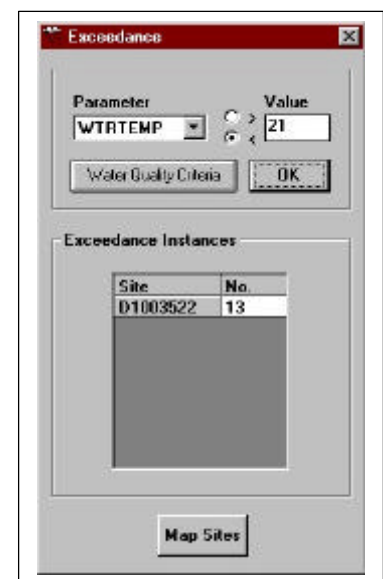 Exceedance
Parameter Value
WTRTEMP > 21
<
Water Quality Criteria OK
Exceedance Instances
Site No.
D1003522 13
Map Sites